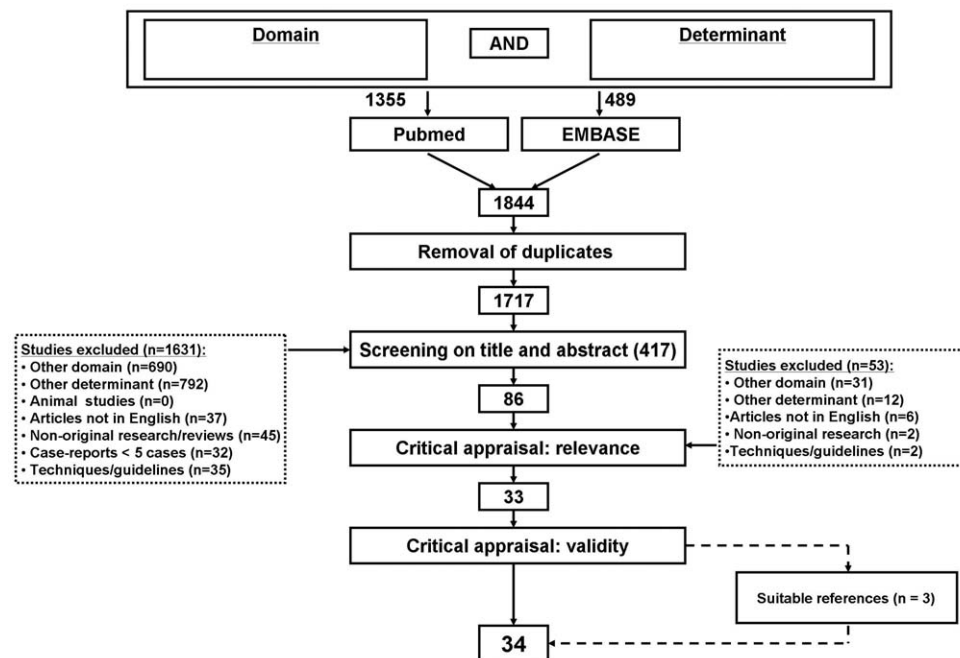 Domain
AND
Determinant
1355
489
Pubmed
EMBASE
1844
Removal of duplicates
1717
Studies excluded (n=1631):
• Other domain (n=690)
• Other determinant (n=792)
• Animal studies (n=0)
• Articles not in English (n=37)
• Non-original research/reviews (n=45)
• Case-reports < 5 cases (n=32)
• Techniques/guidelines (n=35)
Screening on title and abstract (417)
86
Studies excluded (n=53):
• Other domain (n=31)
• Other determinant (n=12)
•Articles not in English (n=6)
• Non-original research (n=2)
•Techniques/guidelines (n=2)
Critical appraisal: relevance
33
Critical appraisal: validity
Suitable references (n = 3)
34